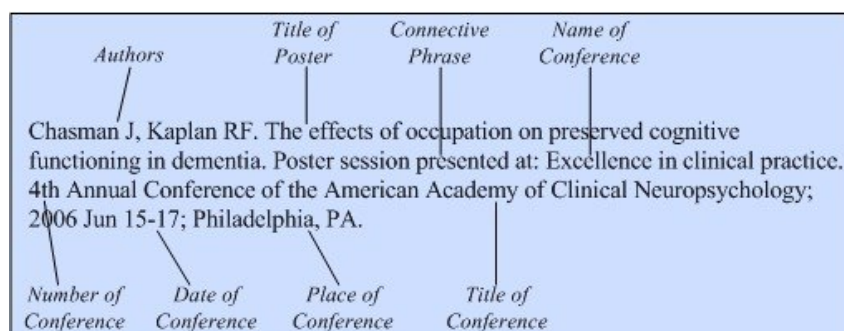 Title of Connective Name of
Authors Poster Phrase Conference
Chasman J, Kaplan RF. The effects of occupation on preserved cognitive
functioning in dementia. Poster session presented at: Excellence in clinical practice.
4th Annual Conference of the American Academy of Clinical Neuropsychology;
2006 Jun 15-17; Philadelphia, PA.
Number of Date of Place of Title of
Conference Conference Conference Conference